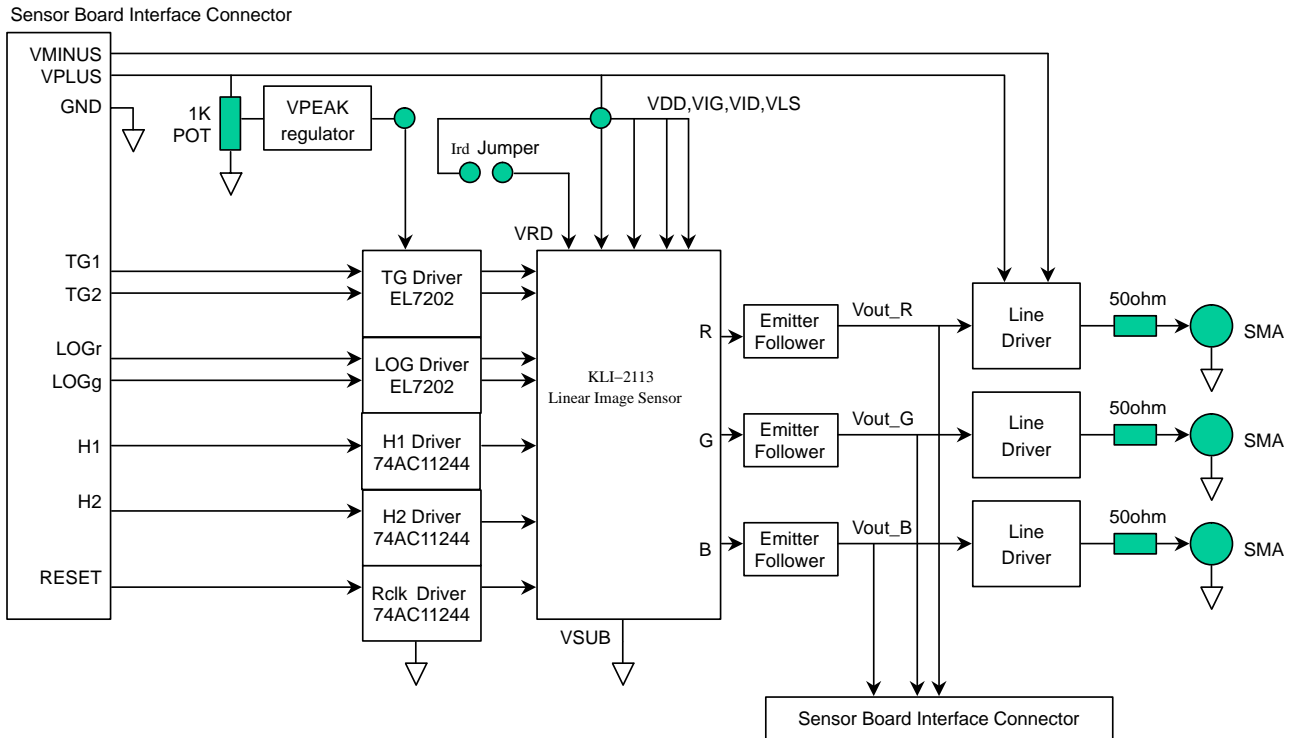 Sensor Board Interface Connector
VMINUS
VPLUS
GND
1K
POT
VPEAK
regulator
VDD,VIG,VID,VLS
Ird Jumper
VRD
TG1
TG2
LOGr
LOGg
H1
H2
RESET
TG Driver
EL7202
LOG Driver
EL7202
H1 Driver
74AC11244
H2 Driver
74AC11244
Rclk Driver
74AC11244
KLI–2113
Linear Image Sensor
R
G
B
VSUB
Emitter
Follower
Vout_R
Line
Driver
50ohm
SMA
Emitter
Follower
Vout_G
Line
Driver
50ohm
SMA
Emitter
Follower
Vout_B
Line
Driver
50ohm
SMA
Sensor Board Interface Connector